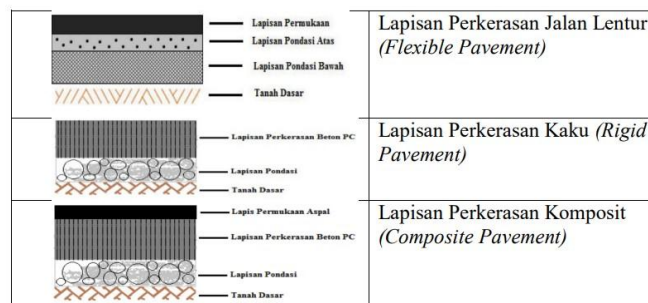 Lapisan Permukaan
Lapisan Pondasi Atas
Lapisan Pondasi Bawah
Tanah Dasar
Lapisan Perkerasan Jalan Lentur
(Flexible Pavement)
Lapisan Perkerasan Beton PC
Lapisan Pondasi
Tanah Dasar
Lapisan Perkerasan Kaku (Rigid
Pavement)
Lapis Permukaan Aspal
Lapisan Perkerasan Beton PC
Lapisan Pondasi
Tanah Dasar
Lapisan Perkerasan Komposit
(Composite Pavement)